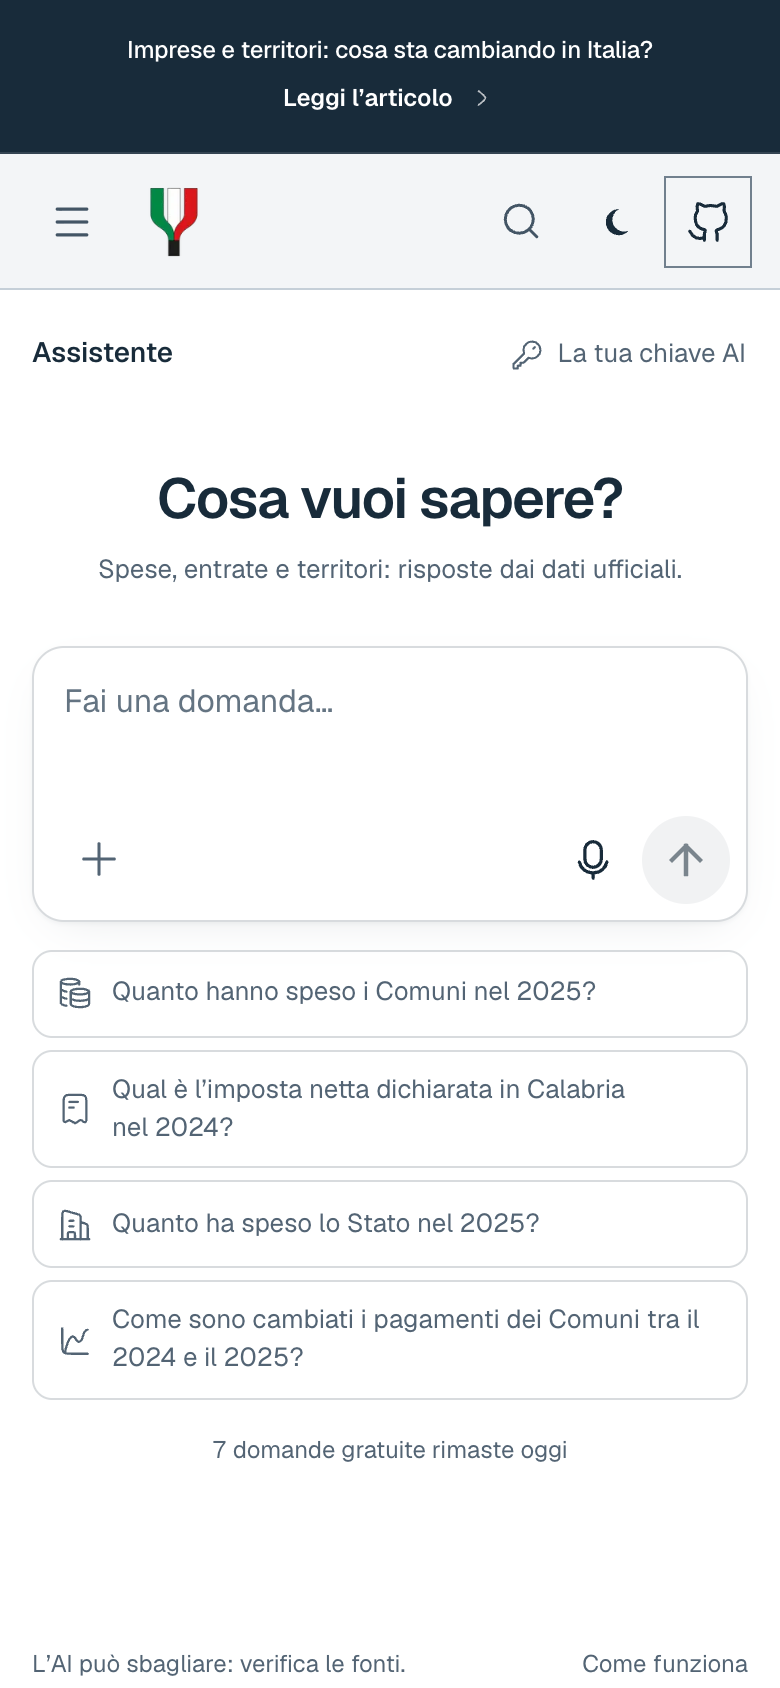 Imprese e territori: cosa sta cambiando in Italia?
Leggi l’articolo
Assistente
La tua chiave AI
Cosa vuoi sapere?
Spese, entrate e territori: risposte dai dati ufficiali.
Fai una domanda…
Quanto hanno speso i Comuni nel 2025?
Qual è l’imposta netta dichiarata in Calabria
nel 2024?
Quanto ha speso lo Stato nel 2025?
Come sono cambiati i pagamenti dei Comuni tra il
2024 e il 2025?
7 domande gratuite rimaste oggi
L’AI può sbagliare: verifica le fonti.
Come funziona